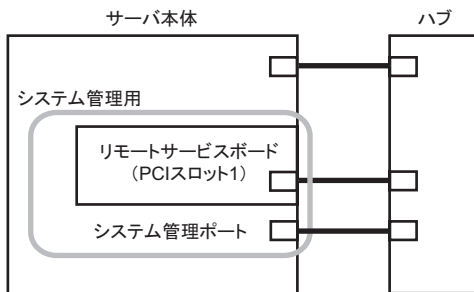 サーバ本体
ハブ
システム管理用
リモートサービスボード
（PCIスロット1）
システム管理ポート